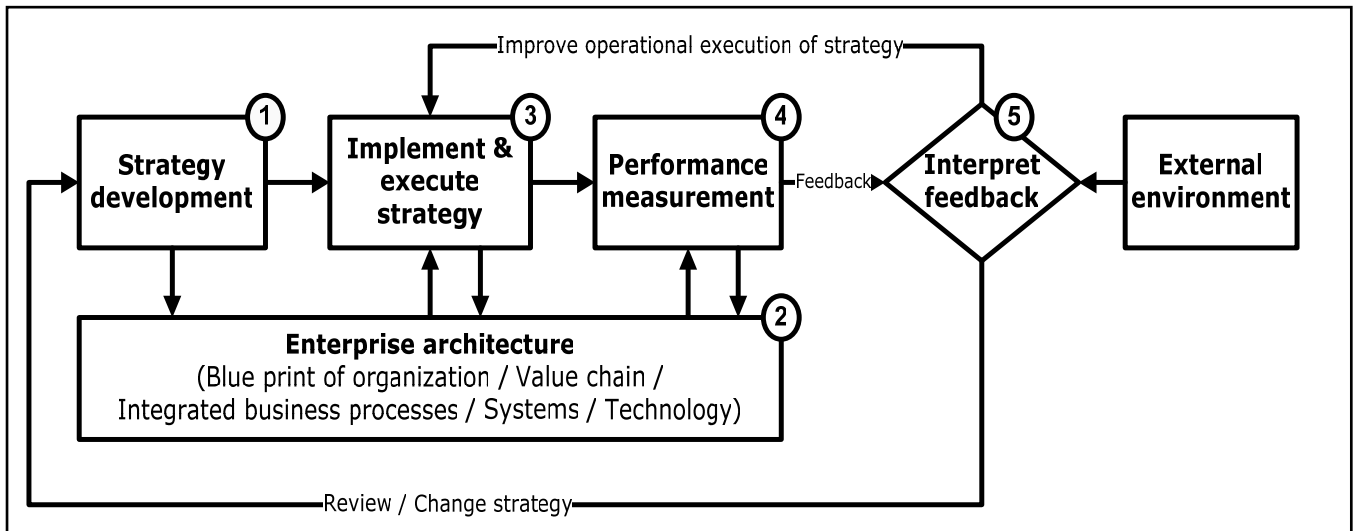 Improve operational execution of strategy
1
Strategy
development
3
Implement &
execute
strategy
4
Performance
measurement
Feedback
5
Interpret
feedback
External
environment
2
Enterprise architecture
(Blue print of organization / Value chain /
Integrated business processes / Systems / Technology)
Review / Change strategy